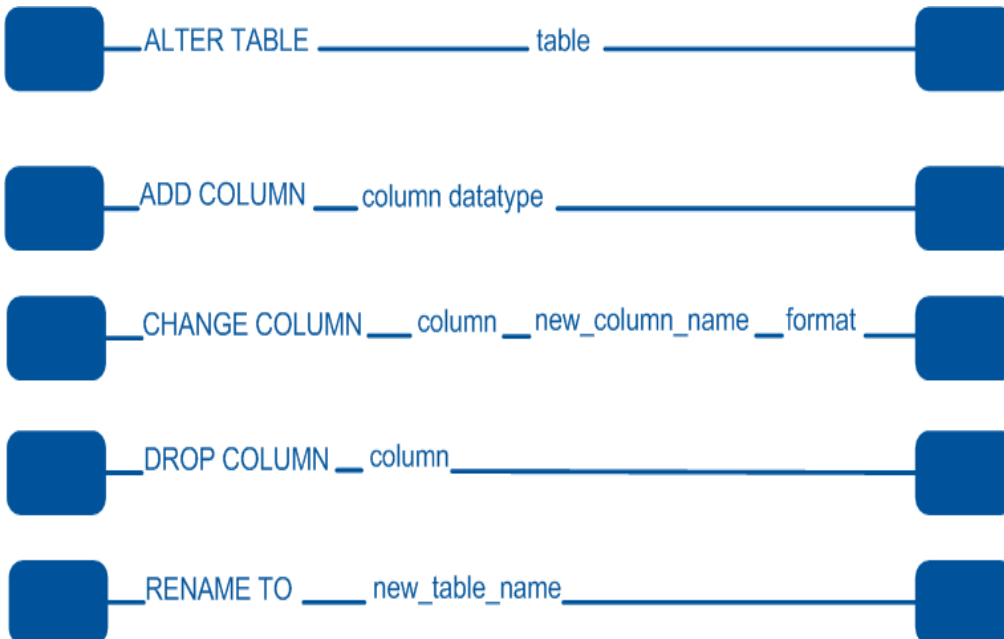 ALTER TABLE table
ADD COLUMN column datatype
CHANGE COLUMN column new_column_name format
DROP COLUMN column
RENAME TO new_table_name